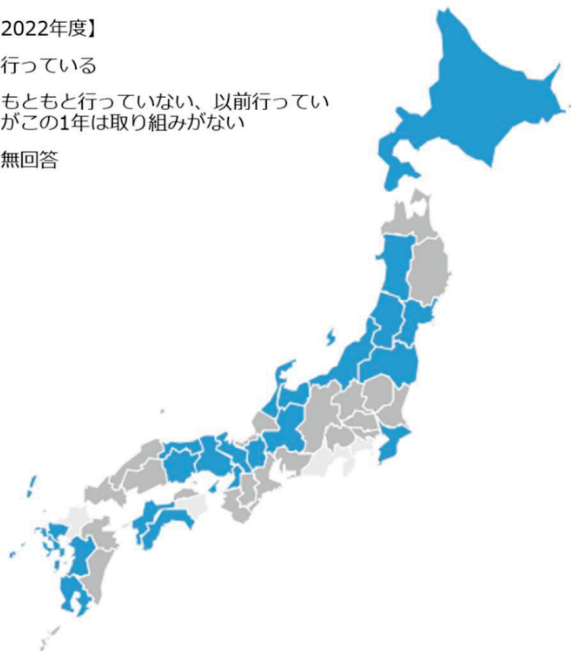 2022年度】
行っている
もともと行っていない、以前行ってい
がこの1年は取り組みがない
無回答